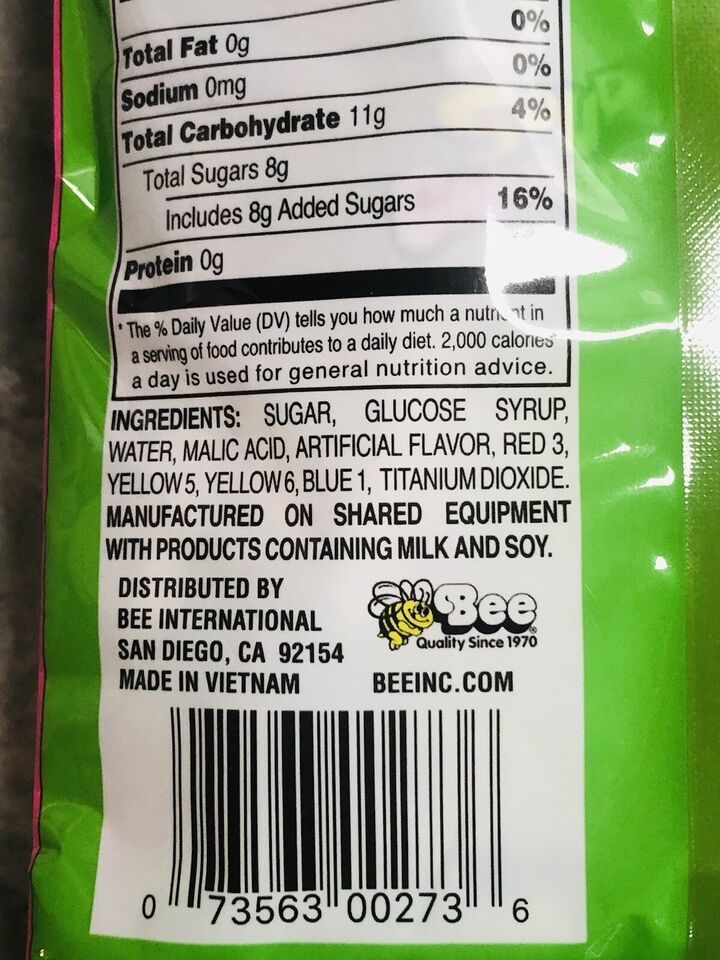 0%
Total Fat 0g 0%
Sodium 0mg 0%
Total Carbohydrate 11g 4%
Total Sugars 8g
Includes 8g Added Sugars 16%
Protein 0g
* The % Daily Value (DV) tells you how much a nutrient in
a serving of food contributes to a daily diet. 2,000 calories
a day is used for general nutrition advice.
INGREDIENTS: SUGAR, GLUCOSE SYRUP,
WATER, MALIC ACID, ARTIFICIAL FLAVOR, RED 3,
YELLOW 5, YELLOW 6, BLUE 1, TITANIUM DIOXIDE.
MANUFACTURED ON SHARED EQUIPMENT
WITH PRODUCTS CONTAINING MILK AND SOY.
DISTRIBUTED BY
BEE INTERNATIONAL
SAN DIEGO, CA 92154
MADE IN VIETNAM
Bee®
Quality Since 1970
BEEINC.COM
0 73563 00273 6